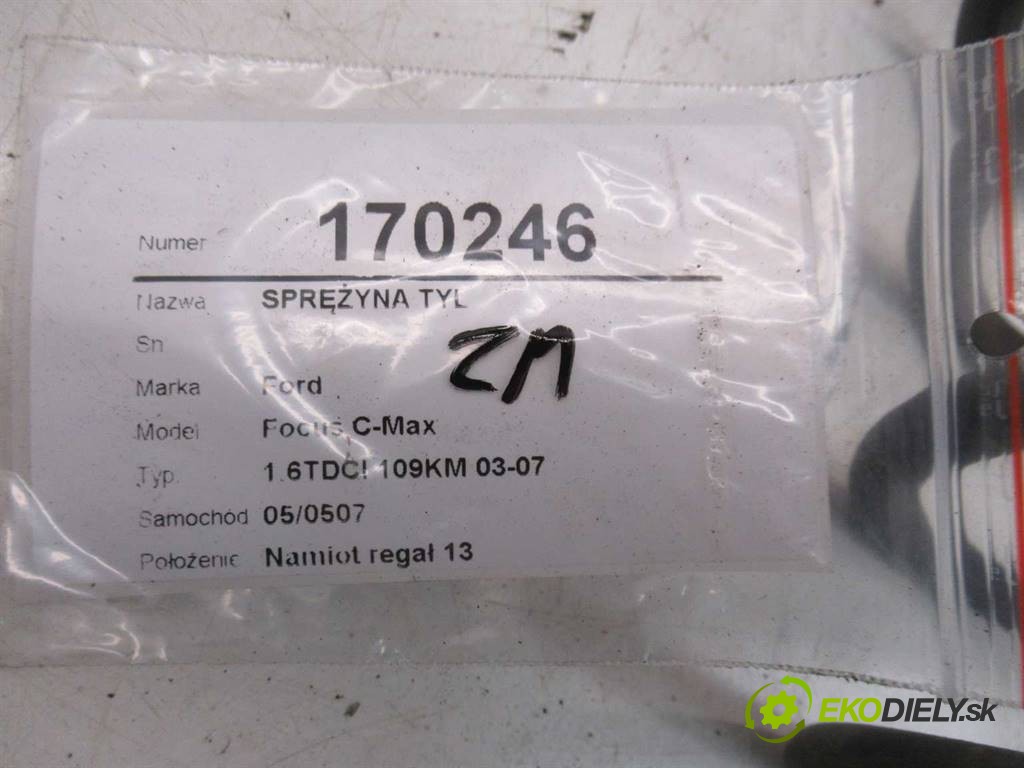 Numer 170246
Nazwa SPRĘŻYNA TYL
Sn
ZM
Marka Ford
Model Focus C-Max
Typ 1.6TDCI 109KM 03-07
Samochód 05/0507
Położenie Namiot regał 13
EKODIELY.sk